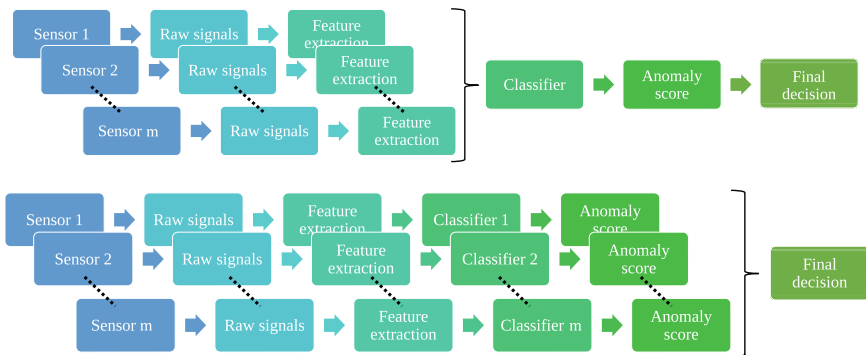 Sensor 1
Raw signals
Feature
extraction
Sensor 2
Raw signals
Feature
extraction
Sensor m
Raw signals
Feature
extraction
Classifier
Anomaly
score
Final
decision
Sensor 1
Raw signals
Feature
extraction
Classifier 1
Anomaly
score
Sensor 2
Raw signals
Feature
extraction
Classifier 2
Anomaly
score
Sensor m
Raw signals
Feature
extraction
Classifier m
Anomaly
score
Final
decision